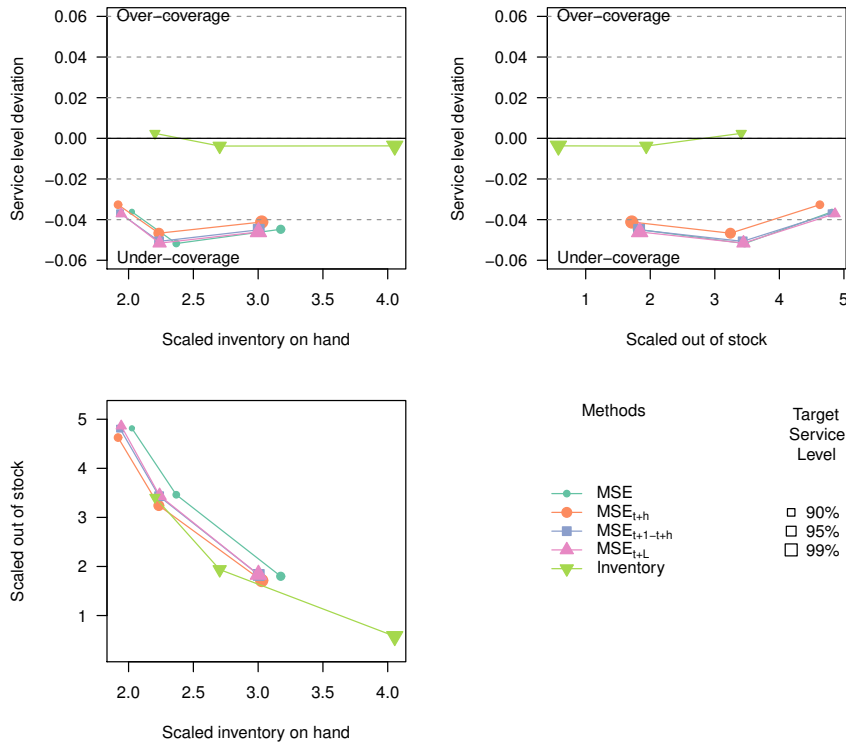 Over−coverage
Under−coverage
0.06
0.04
0.02
0.00
−0.02
−0.04
−0.06
Service level deviation
2.0 2.5 3.0 3.5 4.0
Scaled inventory on hand
Over−coverage
Under−coverage
0.06
0.04
0.02
0.00
−0.02
−0.04
−0.06
Service level deviation
1 2 3 4 5
Scaled out of stock
5
4
3
2
1
Scaled out of stock
2.0 2.5 3.0 3.5 4.0
Scaled inventory on hand
Methods
MSE
MSEt+h
MSEt+1−t+h
MSEt+L
Inventory
Target
Service
Level
90%
95%
99%